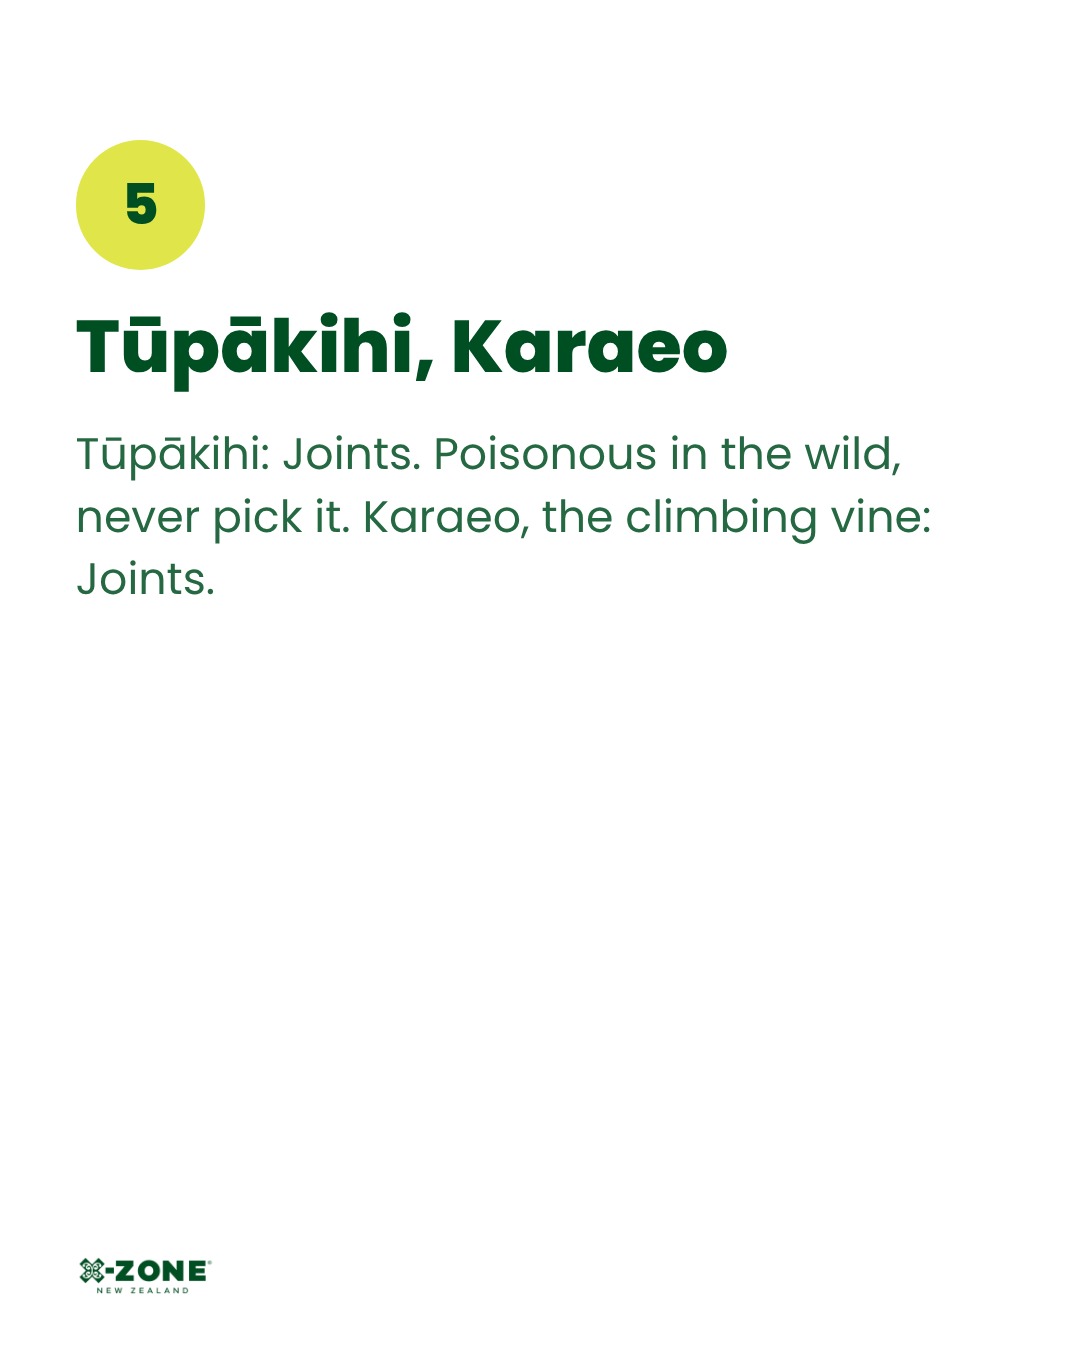 5
Tūpākihi, Karaeo
Tūpākihi: Joints. Poisonous in the wild,
never pick it. Karaeo, the climbing vine:
Joints.
X-ZONE®
NEW ZEALAND